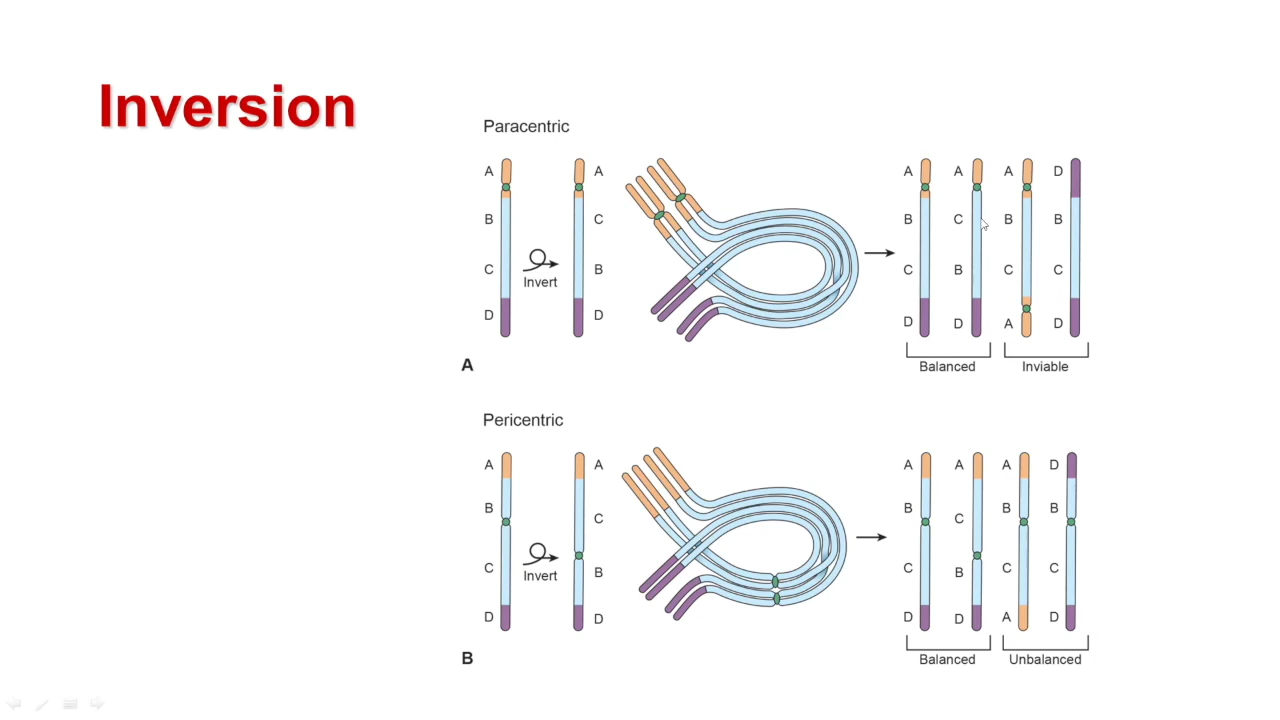 Inversion
Paracentric
A A A A A D
B C B C B B
C B C B C C
D D D D A D
Invert
Balanced Inviable
A
Pericentric
A A A A A D
B C B C B B
C B C B C C
D D D D A D
Invert
Balanced Unbalanced
B